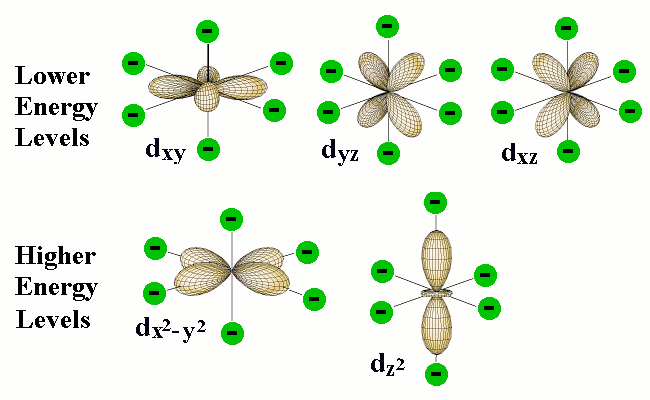 Lower
Energy
Levels
- - - - - -
- - - - - -
- - - - - -
dxy
dyz
dxz
Higher
Energy
Levels
- - - - - -
- - - - - -
dx²-y²
dz²